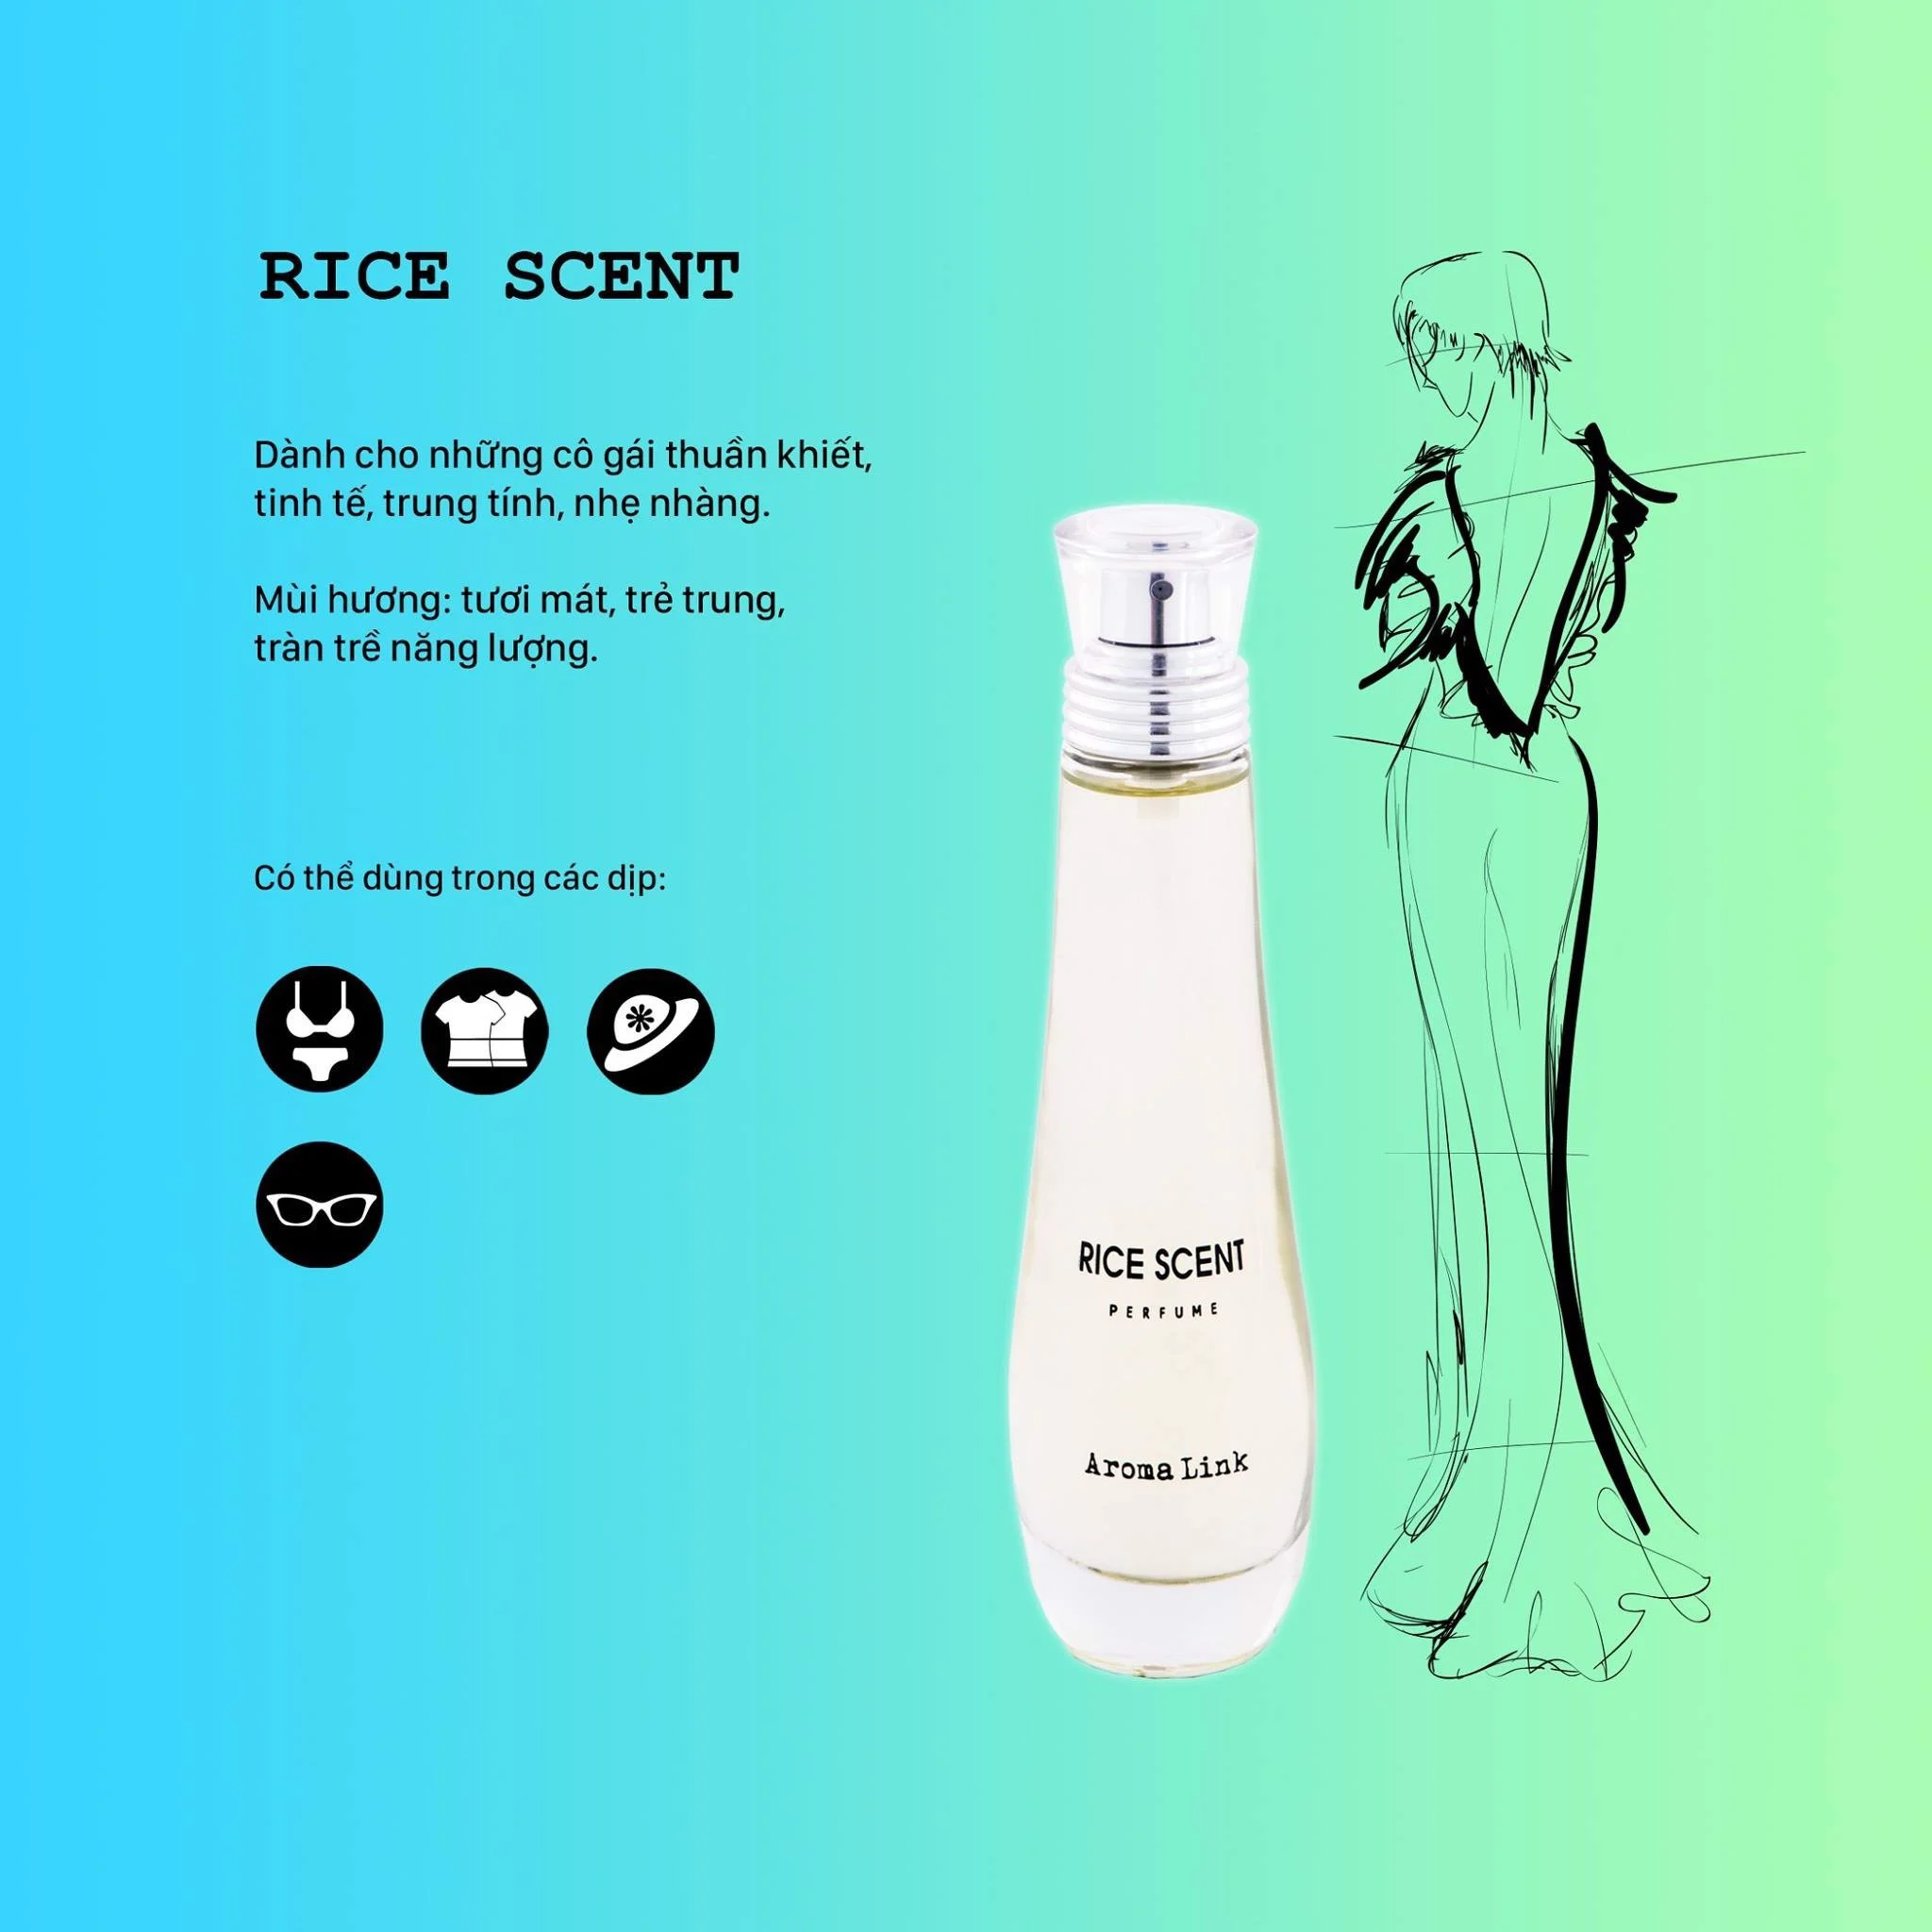 RICE SCENT
Dành cho những cô gái thuần khiết,
tinh tế, trung tính, nhẹ nhàng.
Mùi hương: tươi mát, trẻ trung,
tràn trề năng lượng.
Có thể dùng trong các dịp:
RICE SCENT
PERFUME
Aroma Link